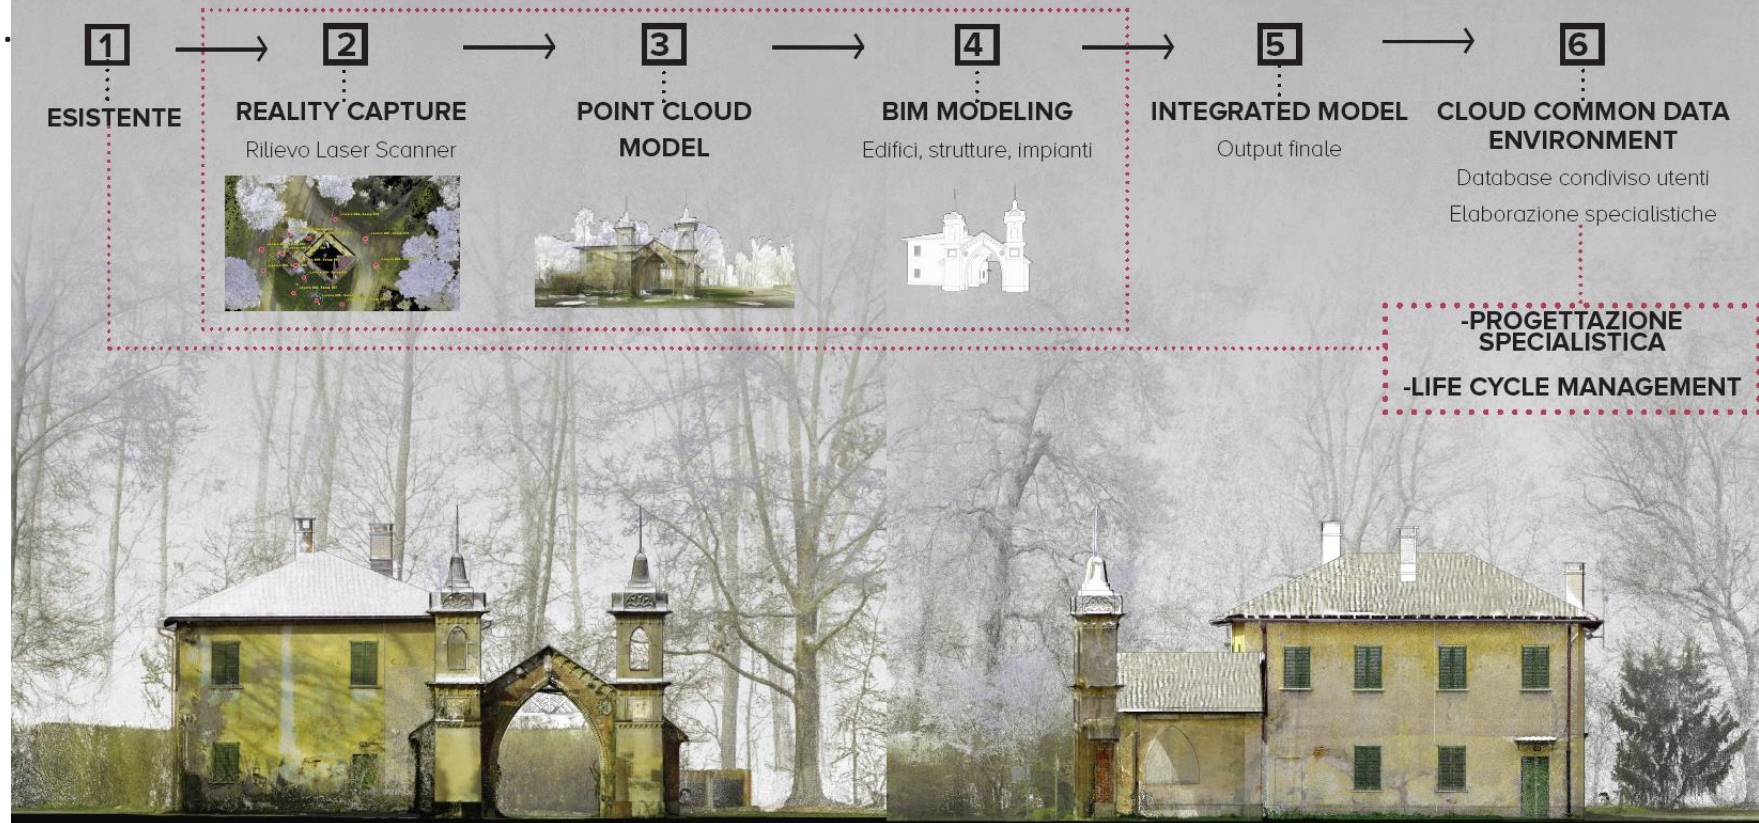 1
2
3
4
5
6
ESISTENTE
REALITY CAPTURE
Rilievo Laser Scanner
POINT CLOUD
MODEL
BIM MODELING
Edifici, strutture, impianti
INTEGRATED MODEL
Output finale
CLOUD COMMON DATA
ENVIRONMENT
Database condiviso utenti
Elaborazione specialistiche
-PROGETTAZIONE
SPECIALISTICA
-LIFE CYCLE MANAGEMENT